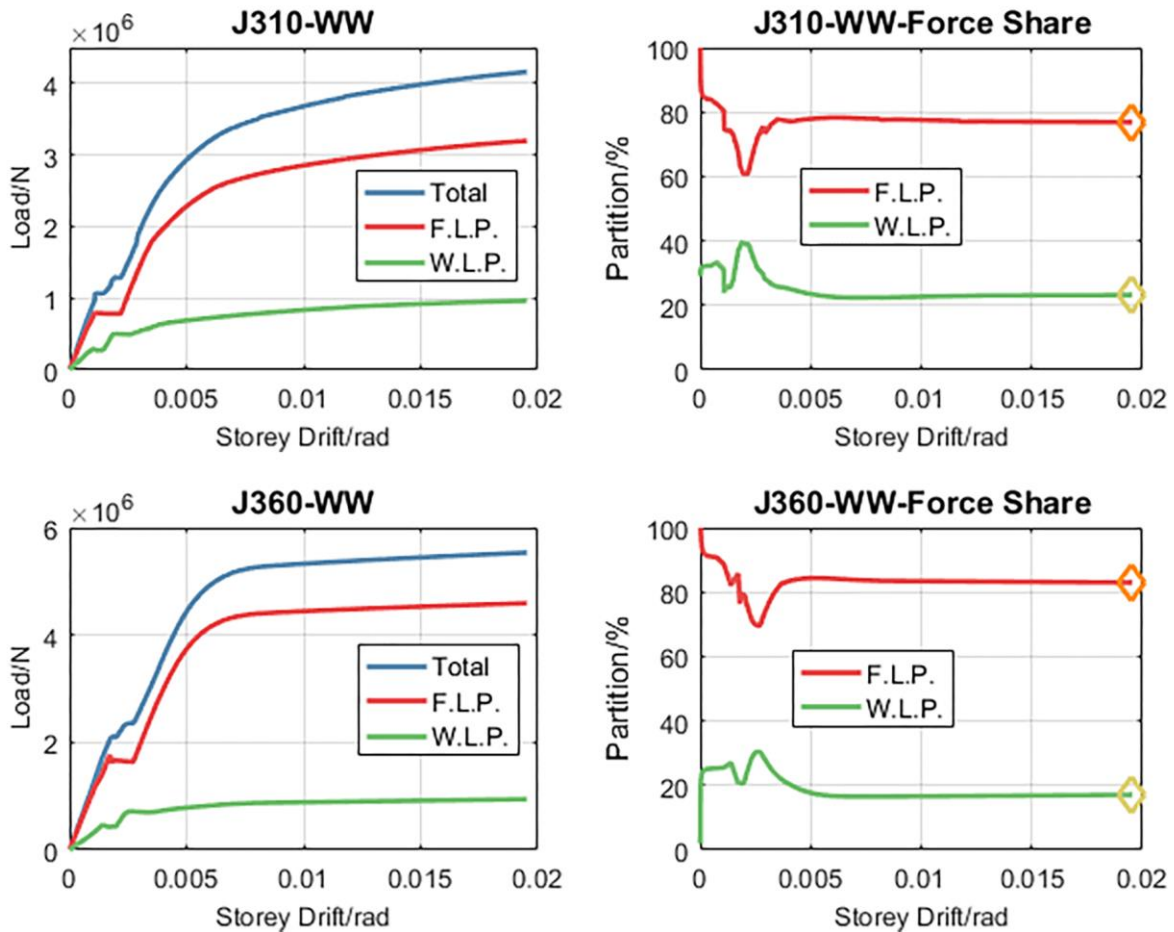 J310-WW
×10⁶
Load/N
4
3
2
1
0
Total
F.L.P.
W.L.P.
0 0.005 0.01 0.015 0.02
Storey Drift/rad
J310-WW-Force Share
Partition/%
100
80
60
40
20
0
F.L.P.
W.L.P.
0 0.005 0.01 0.015 0.02
Storey Drift/rad
J360-WW
×10⁶
Load/N
6
4
2
0
Total
F.L.P.
W.L.P.
0 0.005 0.01 0.015 0.02
Storey Drift/rad
J360-WW-Force Share
Partition/%
100
80
60
40
20
0
F.L.P.
W.L.P.
0 0.005 0.01 0.015 0.02
Storey Drift/rad